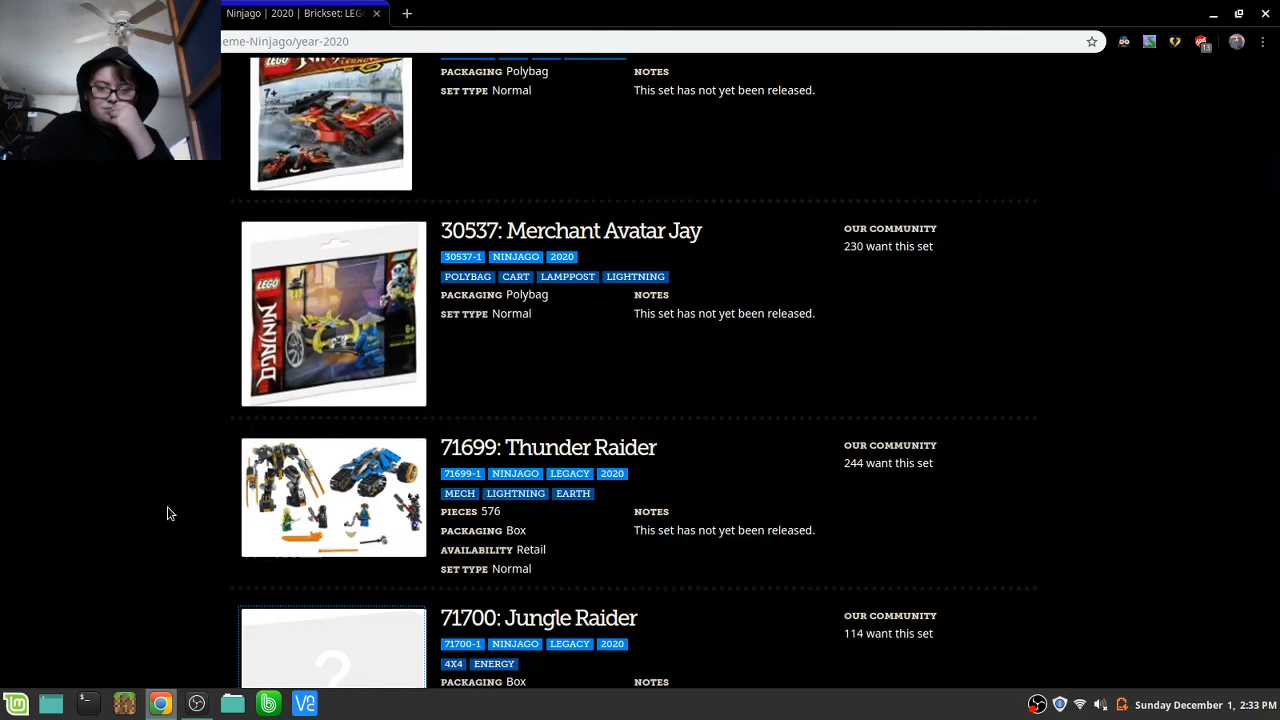 Ninjago | 2020 | Brickset: LEG
eme-Ninjago/year-2020
13
LEGO
7+
PACKAGING Polybag
NOTES
SET TYPE Normal
This set has not yet been released.
30537: Merchant Avatar Jay
30537-1 NINJAGO 2020
POLYBAG CART LAMPPOST LIGHTNING
PACKAGING Polybag
NOTES
SET TYPE Normal
This set has not yet been released.
OUR COMMUNITY
230 want this set
LEGO
NINJAGO
6+
71699: Thunder Raider
71699-1 NINJAGO LEGACY 2020
MECH LIGHTNING EARTH
PIECES 576
NOTES
PACKAGING Box
This set has not yet been released.
AVAILABILITY Retail
SET TYPE Normal
OUR COMMUNITY
244 want this set
71700: Jungle Raider
71700-1 NINJAGO LEGACY 2020
4X4 ENERGY
PACKAGING Box
NOTES
OUR COMMUNITY
114 want this set
?
Sunday December 1, 2:33 PM